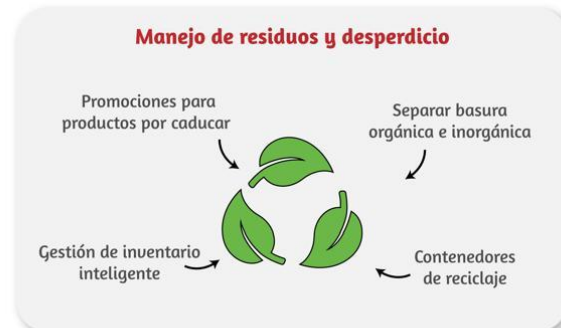 Manejo de residuos y desperdicio
Promociones para
productos por caducar
Separar basura
orgánica e inorgánica
Gestión de inventario
inteligente
Contenedores
de reciclaje